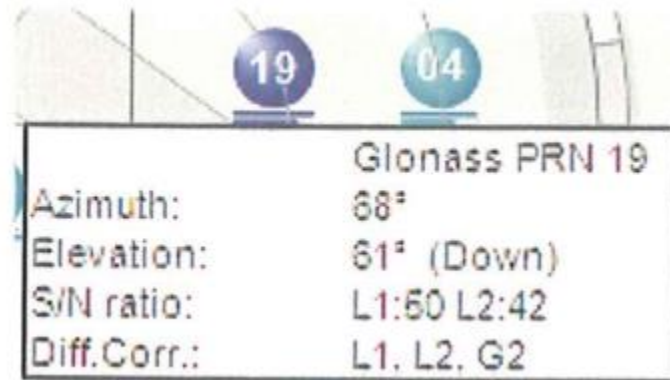 19 04
Glonass PRN 19
Azimuth: 68°
Elevation: 61° (Down)
S/N ratio: L1:50 L2:42
Diff.Corr.: L1, L2, G2